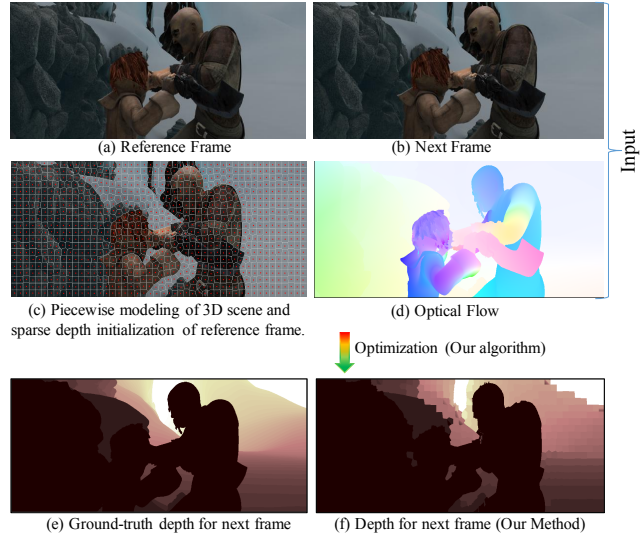 (a) Reference Frame
(b) Next Frame
Input
(c) Piecewise modeling of 3D scene and
sparse depth initialization of reference frame.
(d) Optical Flow
Optimization (Our algorithm)
(e) Ground-truth depth for next frame
(f) Depth for next frame (Our Method)